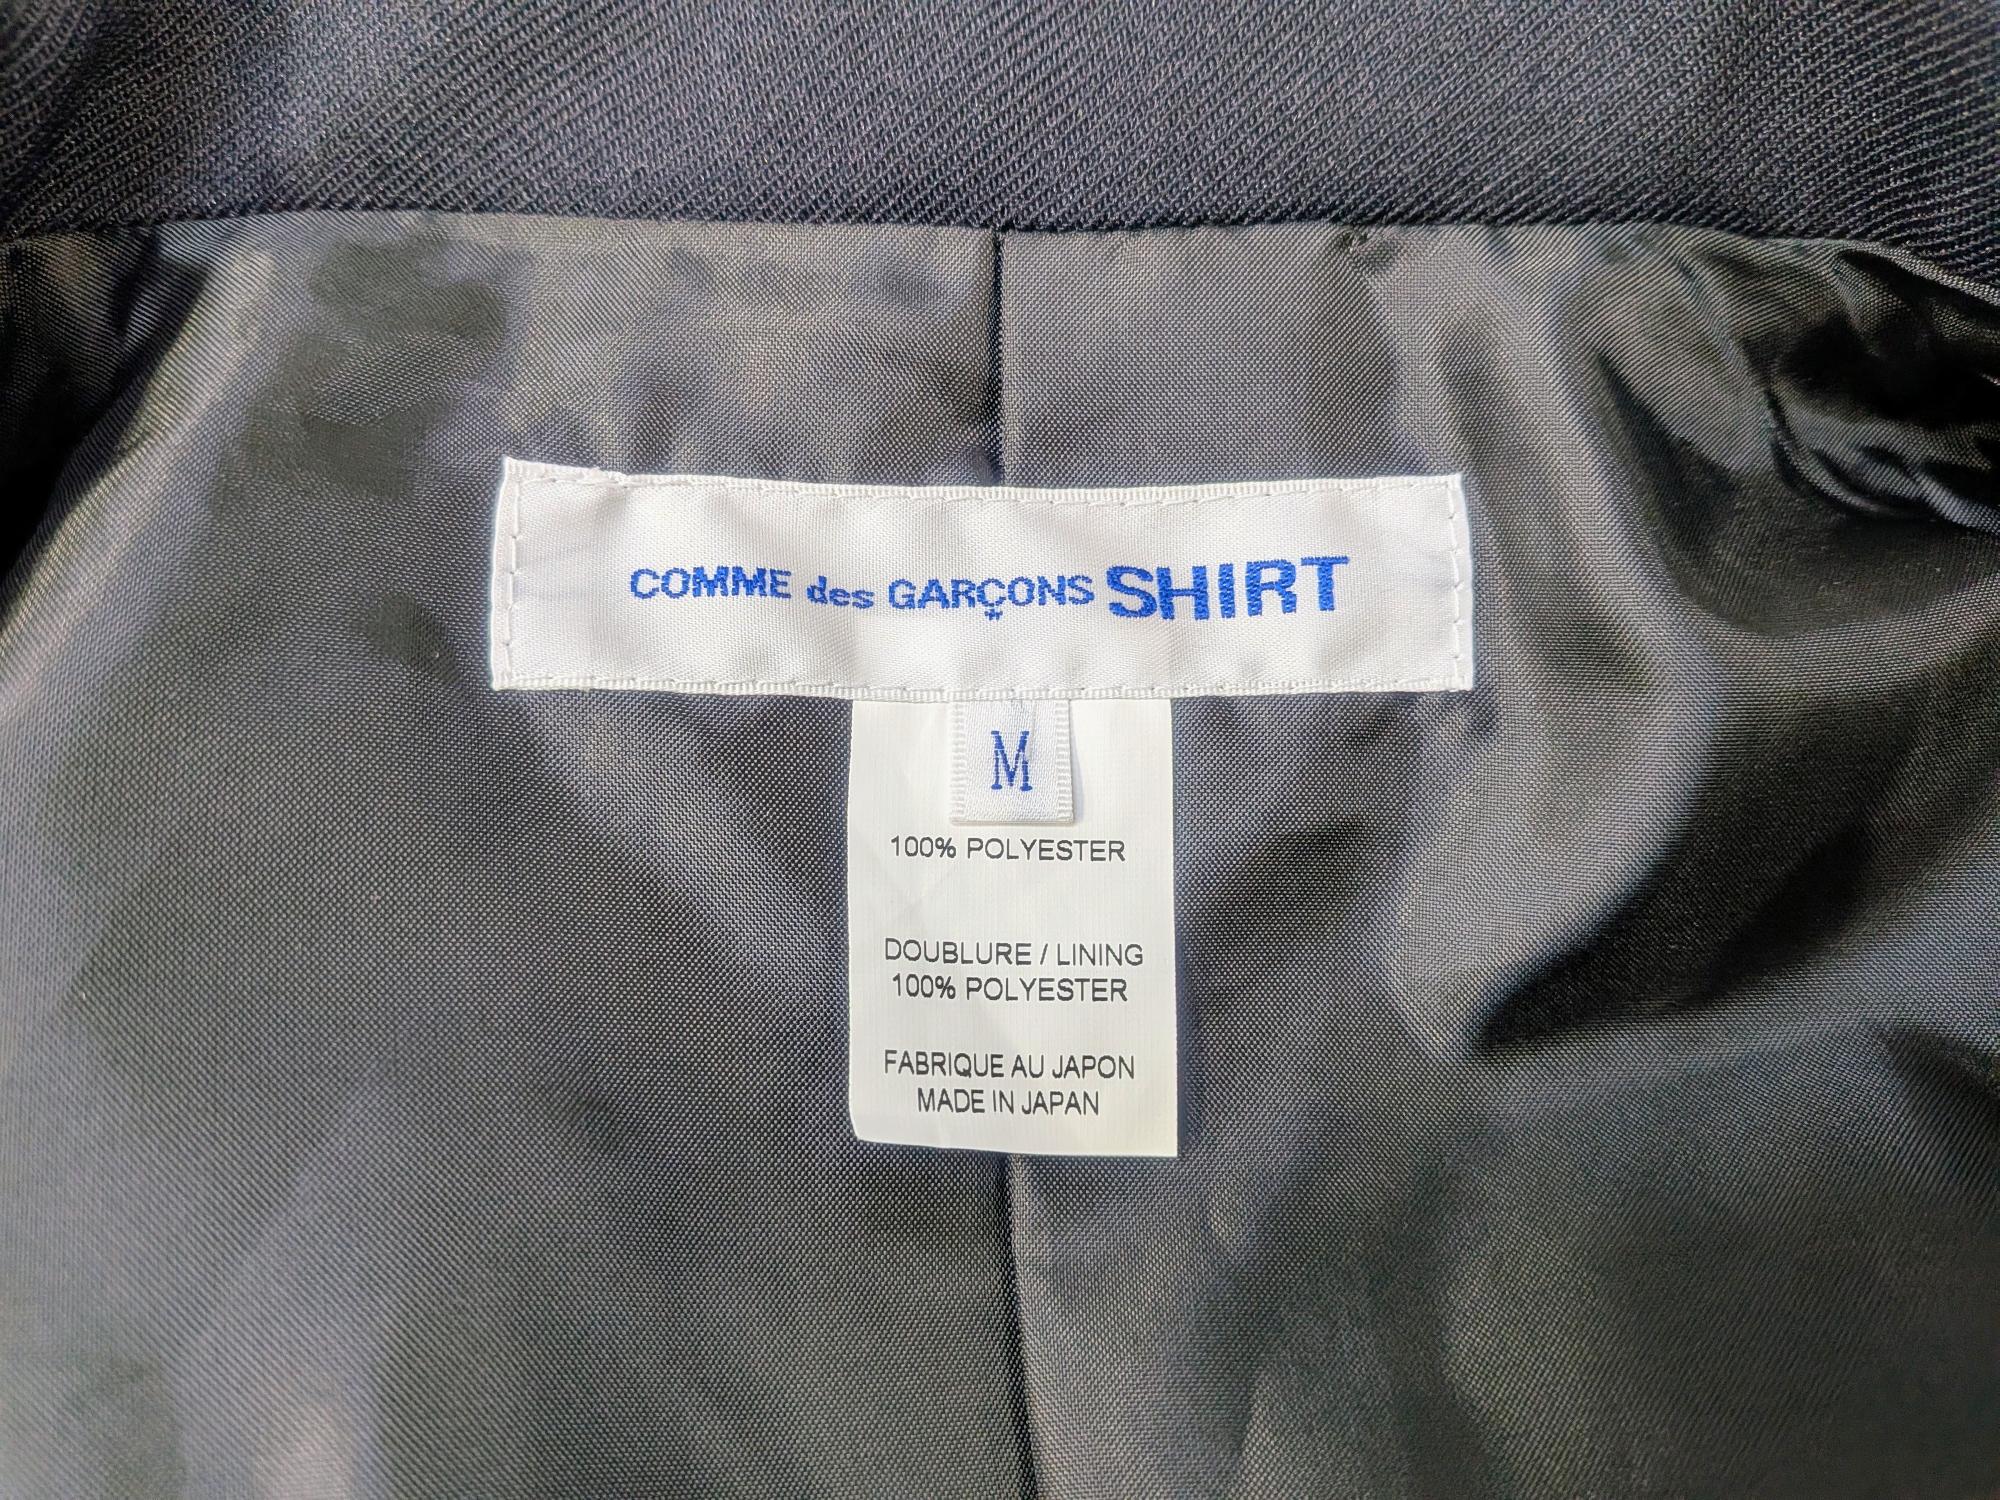 COMME des GARÇONS SHIRT
M
100% POLYESTER
DOUBLURE / LINING
100% POLYESTER
FABRIQUE AU JAPON
MADE IN JAPAN